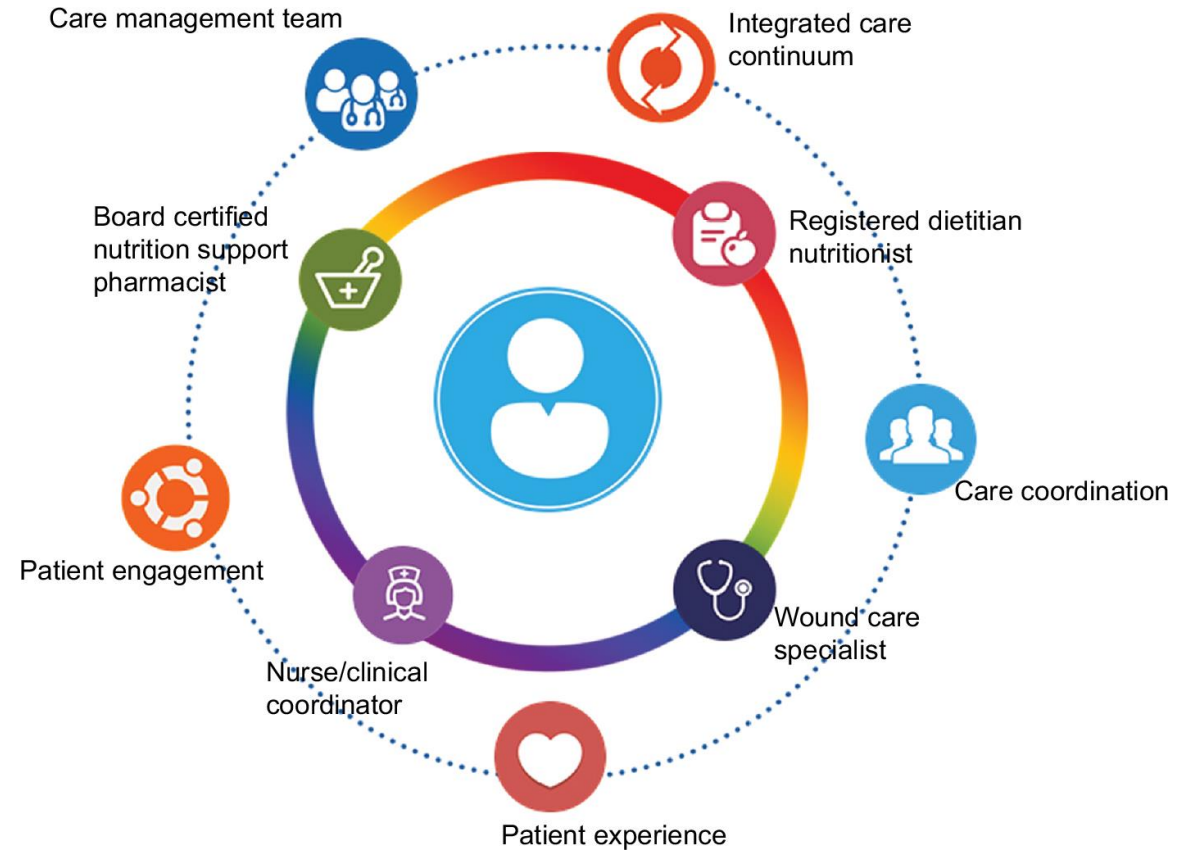 Care management team
Integrated care
continuum
Board certified
nutrition support
pharmacist
Registered dietitian
nutritionist
Care coordination
Patient engagement
Wound care
specialist
Nurse/clinical
coordinator
Patient experience